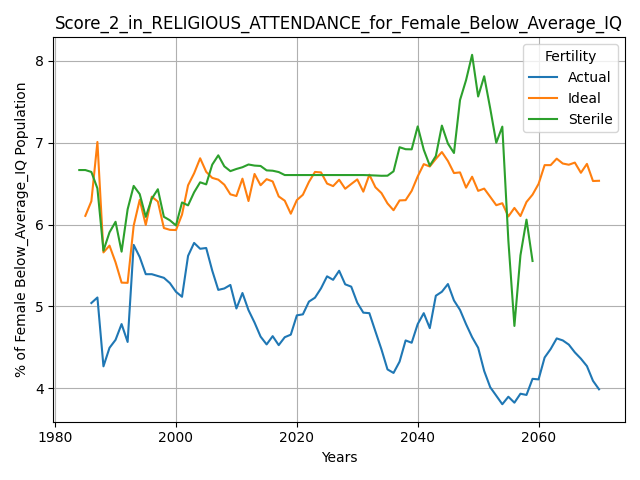 Score_2_in_RELIGIOUS_ATTENDANCE_for_Female_Below_Average_IQ
Fertility
Actual
Ideal
Sterile
% of Female Below_Average_IQ Population
8
7
6
5
4
1980
2000
2020
2040
2060
Years